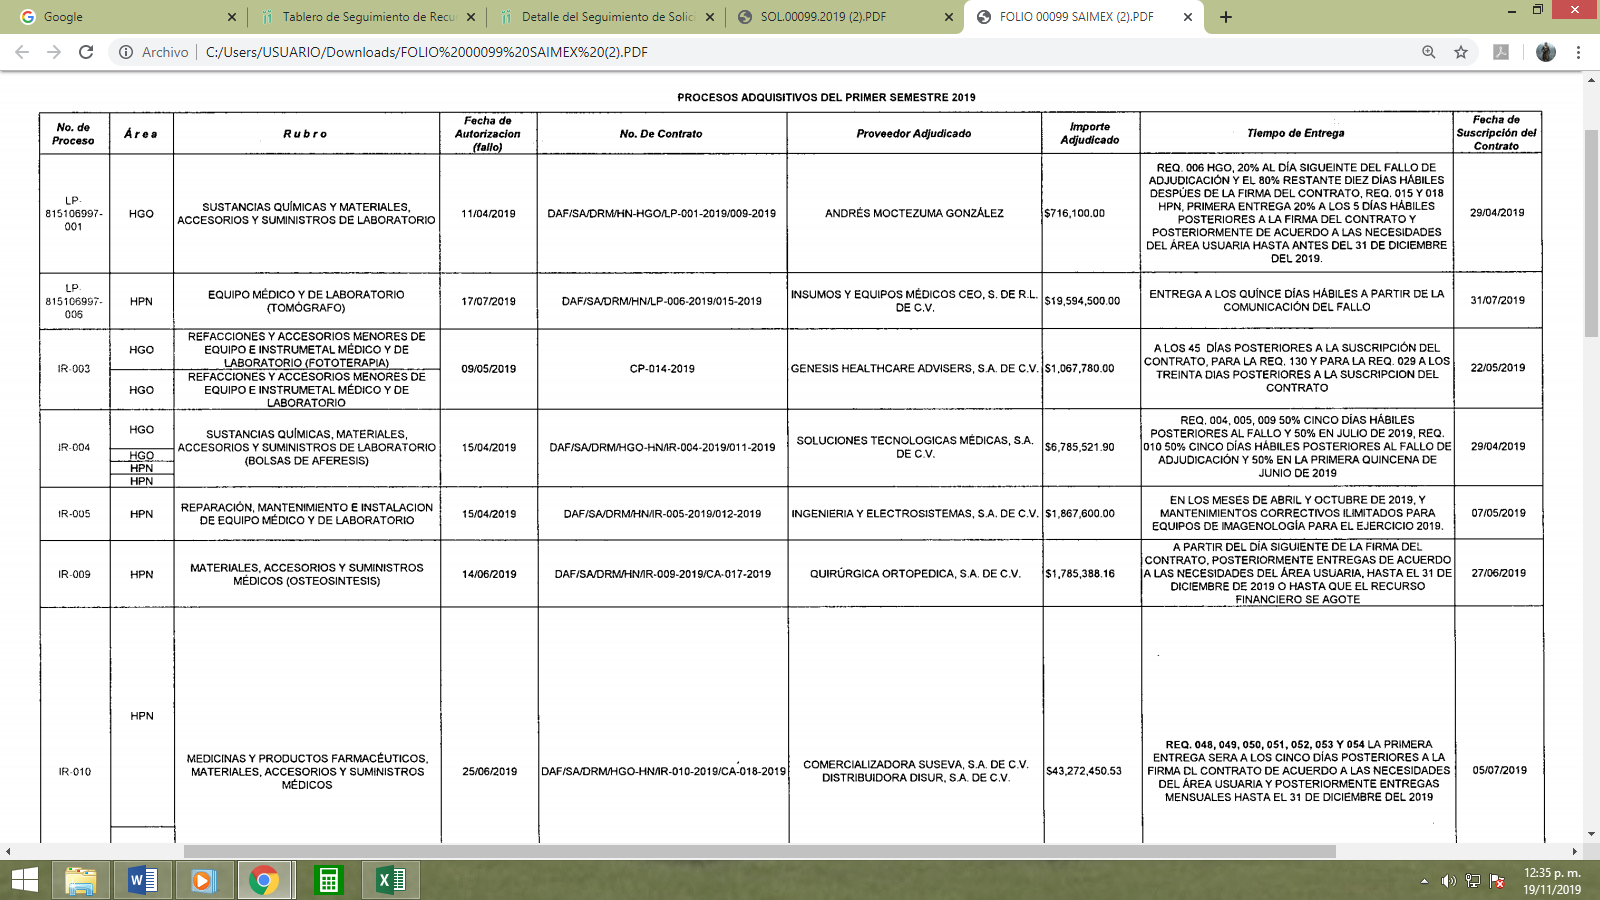 Google
Tablero de Seguimiento de Recu
Detalle del Seguimiento de Solici
SOL.00099.2019 (2).PDF
FOLIO 00099 SAIMEX (2).PDF
Archivo
C:/Users/USUARIO/Downloads/FOLIO%2000099%20SAIMEX%20(2).PDF
PROCESOS ADQUISITIVOS DEL PRIMER SEMESTRE 2019
No. de
Proceso
Área
Rubro
Fecha de
Autorizacion
(fallo)
No. De Contrato
Proveedor Adjudicado
Importe
Adjudicado
Tiempo de Entrega
Fecha de
Suscripción del
Contrato
LP-
815106997-
001
HGO
SUSTANCIAS QUÍMICAS Y MATERIALES,
ACCESORIOS Y SUMINISTROS DE LABORATORIO
11/04/2019
DAF/SA/DRM/HN-HGO/LP-001-2019/009-2019
ANDRÉS MOCTEZUMA GONZÁLEZ
$716,100.00
REQ. 006 HGO, 20% AL DÍA SIGUEINTE DEL FALLO DE
ADJUDICACIÓN Y EL 80% RESTANTE DIEZ DÍAS HÁBILES
DESPÚES DE LA FIRMA DEL CONTRATO, REQ. 015 Y 018
HPN, PRIMERA ENTREGA 20% A LOS 5 DÍAS HÁBILES
POSTERIORES A LA FIRMA DEL CONTRATO Y
POSTERIORMENTE DE ACUERDO A LAS NECESIDADES
DEL ÁREA USUARIA HASTA ANTES DEL 31 DE DICIEMBRE
DEL 2019.
29/04/2019
LP-
815106997-
006
HPN
EQUIPO MÉDICO Y DE LABORATORIO
(TOMÓGRAFO)
17/07/2019
DAF/SA/DRM/HN/LP-006-2019/015-2019
INSUMOS Y EQUIPOS MÉDICOS CEO, S. DE R.L.
DE C.V.
$19,594,500.00
ENTREGA A LOS QUÍNCE DÍAS HÁBILES A PARTIR DE LA
COMUNICACIÓN DEL FALLO
31/07/2019
IR-003
HGO
REFACCIONES Y ACCESORIOS MENORES DE
EQUIPO E INSTRUMETAL MÉDICO Y DE
LABORATORIO (FOTOTERAPIA)
HGO
REFACCIONES Y ACCESORIOS MENORES DE
EQUIPO E INSTRUMETAL MÉDICO Y DE
LABORATORIO
09/05/2019
CP-014-2019
GENESIS HEALTHCARE ADVISERS, S.A. DE C.V.
$1,067,780.00
A LOS 45 DÍAS POSTERIORES A LA SUSCRIPCIÓN DEL
CONTRATO, PARA LA REQ. 130 Y PARA LA REQ. 029 A LOS
TREINTA DIAS POSTERIORES A LA SUSCRIPCION DEL
CONTRATO
22/05/2019
IR-004
HGO
HGO
HPN
HPN
SUSTANCIAS QUÍMICAS, MATERIALES,
ACCESORIOS Y SUMINISTROS DE LABORATORIO
(BOLSAS DE AFERESIS)
15/04/2019
DAF/SA/DRM/HGO-HN/IR-004-2019/011-2019
SOLUCIONES TECNOLOGICAS MÉDICAS, S.A.
DE C.V.
$6,785,521.90
REQ. 004, 005, 009 50% CINCO DÍAS HÁBILES
POSTERIORES AL FALLO Y 50% EN JULIO DE 2019, REQ.
010 50% CINCO DÍAS HÁBILES POSTERIORES AL FALLO DE
ADJUDICACIÓN Y 50% EN LA PRIMERA QUINCENA DE
JUNIO DE 2019
29/04/2019
IR-005
HPN
REPARACIÓN, MANTENIMIENTO E INSTALACION
DE EQUIPO MÉDICO Y DE LABORATORIO
15/04/2019
DAF/SA/DRM/HN/IR-005-2019/012-2019
INGENIERIA Y ELECTROSISTEMAS, S.A. DE C.V.
$1,867,600.00
EN LOS MESES DE ABRIL Y OCTUBRE DE 2019, Y
MANTENIMIENTOS CORRECTIVOS ILIMITADOS PARA
EQUIPOS DE IMAGENOLOGÍA PARA EL EJERCICIO 2019.
07/05/2019
IR-009
HPN
MATERIALES, ACCESORIOS Y SUMINISTROS
MÉDICOS (OSTEOSINTESIS)
14/06/2019
DAF/SA/DRM/HN/IR-009-2019/CA-017-2019
QUIRÚRGICA ORTOPEDICA, S.A. DE C.V.
$1,785,388.16
A PARTIR DEL DÍA SIGUIENTE DE LA FIRMA DEL
CONTRATO, POSTERIORMENTE ENTREGAS DE ACUERDO
A LAS NECESIDADES DEL ÁREA USUARIA, HASTA EL 31 DE
DICIEMBRE DE 2019 O HASTA QUE EL RECURSO
FINANCIERO SE AGOTE
27/06/2019
IR-010
HPN
MEDICINAS Y PRODUCTOS FARMACÉUTICOS,
MATERIALES, ACCESORIOS Y SUMINISTROS
MÉDICOS
25/06/2019
DAF/SA/DRM/HGO-HN/IR-010-2019/CA-018-2019
COMERCIALIZADORA SUSEVA, S.A. DE C.V.
DISTRIBUIDORA DISUR, S.A. DE C.V.
$43,272,450.53
REQ. 048, 049, 050, 051, 052, 053 Y 054 LA PRIMERA
ENTREGA SERA A LOS CINCO DÍAS POSTERIORES A LA
FIRMA DL CONTRATO DE ACUERDO A LAS NECESIDADES
DEL ÁREA USUARIA Y POSTERIORMENTE ENTREGAS
MENSUALES HASTA EL 31 DE DICIEMBRE DEL 2019
05/07/2019
12:35 p. m.
19/11/2019